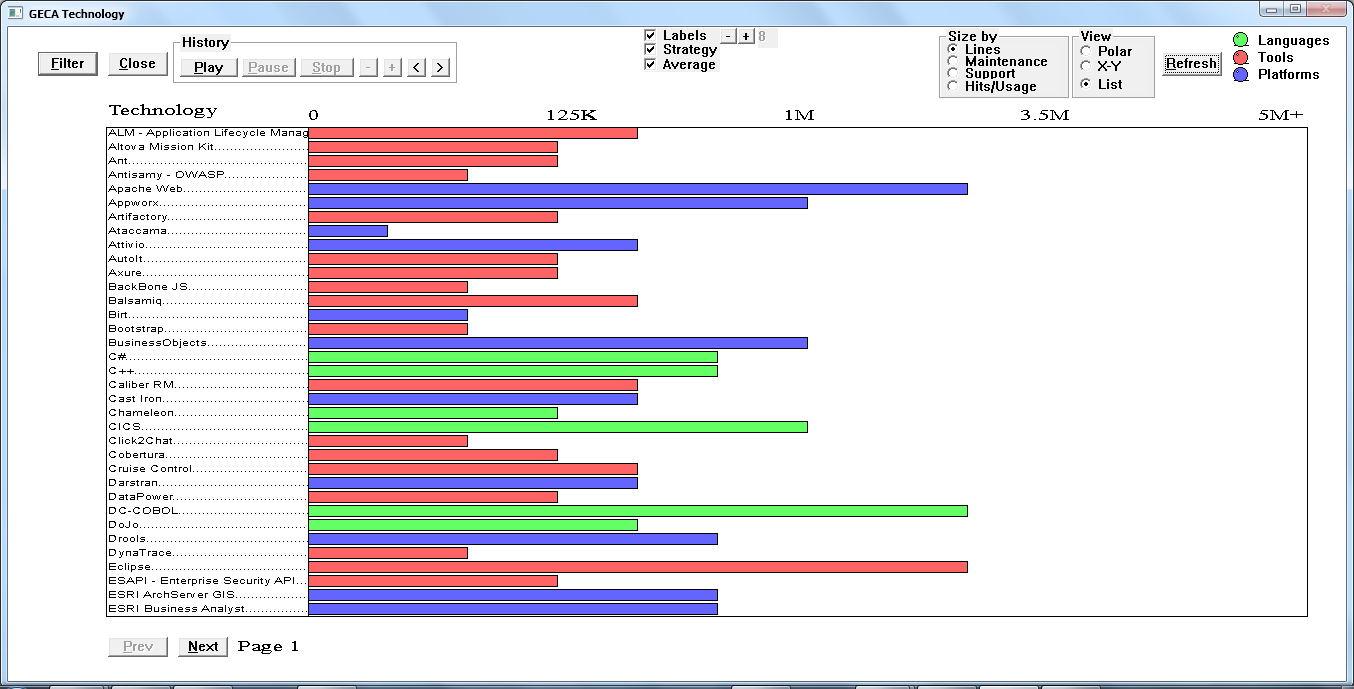 GECA Technology
Filter Close History Play Pause Stop - + < >
Labels - + 8
Strategy
Average
Size by
Lines
Maintenance
Support
Hits/Usage
View
Polar
X-Y
List
Refresh
Languages
Tools
Platforms
Technology 0 125K 1M 3.5M 5M+
ALM - Application Lifecycle Manag
Altova Mission Kit
Ant
Antisamy - OWASP
Apache Web
Appworx
Artifactory
Ataccama
Attivio
AutoIt
Axure
BackBone JS
Balsamiq
Birt
Bootstrap
BusinessObjects
C#
C++
Caliber RM
Cast Iron
Chameleon
CICS
Click2Chat
Cobertura
Cruise Control
Darstran
DataPower
DC-COBOL
DoJo
Drools
DynaTrace
Eclipse
ESAPI - Enterprise Security API
ESRI ArchServer GIS
ESRI Business Analyst
Prev Next Page 1